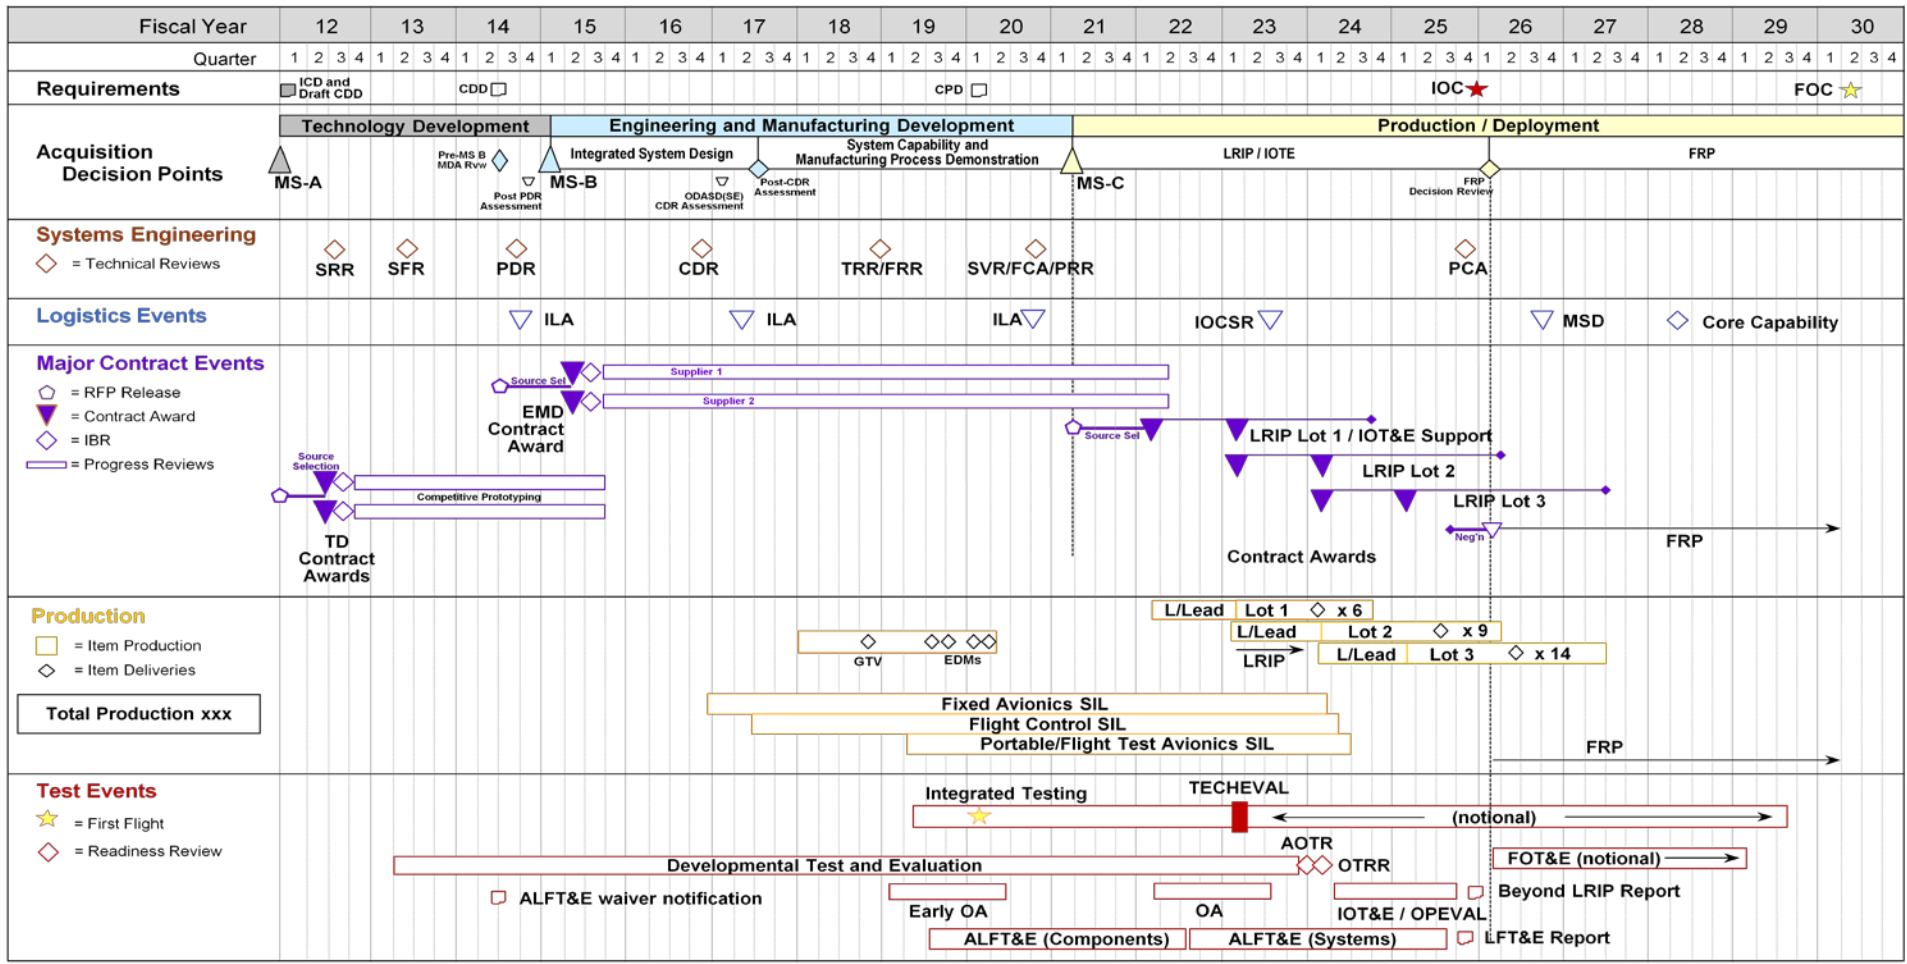 Fiscal Year 12 13 14 15 16 17 18 19 20 21 22 23 24 25 26 27 28 29 30
Quarter 1 2 3 4 1 2 3 4 1 2 3 4 1 2 3 4 1 2 3 4 1 2 3 4 1 2 3 4 1 2 3 4 1 2 3 4 1 2 3 4 1 2 3 4 1 2 3 4 1 2 3 4 1 2 3 4 1 2 3 4 1 2 3 4 1 2 3 4 1 2 3 4 1 2 3 4
Requirements
ICD and
Draft CDD
CDD
CPD
IOC
FOC
Technology Development
Engineering and Manufacturing Development
Production / Deployment
Acquisition
Decision Points
MS-A
Pre-MS B
MDA Rvw
Post PDR
Assessment
MS-B
Integrated System Design
ODASD(SE)
CDR Assessment
Post-CDR
Assessment
System Capability and
Manufacturing Process Demonstration
MS-C
LRIP / IOTE
FRP
Decision Review
FRP
Systems Engineering
= Technical Reviews
SRR
SFR
PDR
CDR
TRR/FRR
SVR/FCA/PRR
PCA
Logistics Events
ILA
ILA
ILA
IOCSR
MSD
Core Capability
Major Contract Events
= RFP Release
= Contract Award
= IBR
= Progress Reviews
Source
Selection
Competitive Prototyping
TD
Contract
Awards
Source Sel
EMD
Contract
Award
Supplier 1
Supplier 2
Source Sel
LRIP Lot 1 / IOT&E Support
LRIP Lot 2
LRIP Lot 3
Neg'n
FRP
Contract Awards
Production
= Item Production
= Item Deliveries
Total Production xxx
GTV
EDMs
L/Lead Lot 1 x 6
L/Lead Lot 2 x 9
LRIP
L/Lead Lot 3 x 14
Fixed Avionics SIL
Flight Control SIL
Portable/Flight Test Avionics SIL
FRP
Test Events
= First Flight
= Readiness Review
Integrated Testing
TECHEVAL
(notional)
AOTR
Developmental Test and Evaluation
OTRR
FOT&E (notional)
ALFT&E waiver notification
Early OA
OA
IOT&E / OPEVAL
Beyond LRIP Report
ALFT&E (Components)
ALFT&E (Systems)
LFT&E Report